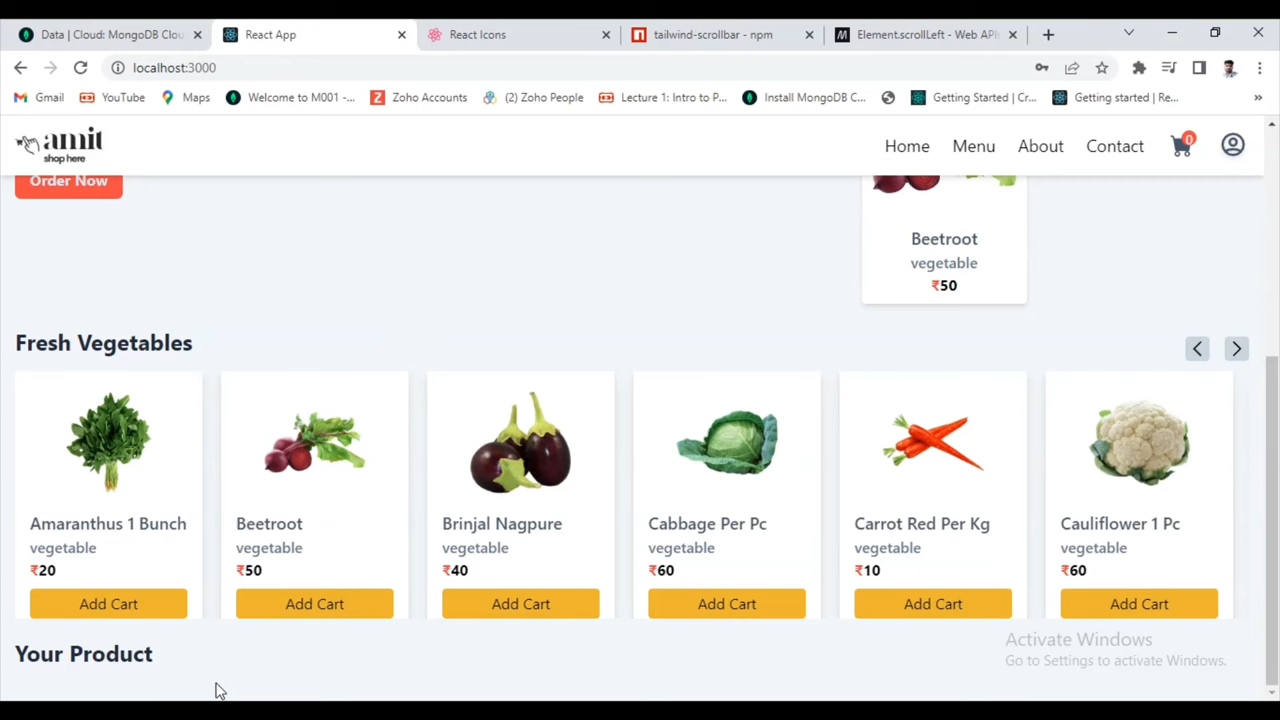 Data | Cloud: MongoDB Clou
React App
React Icons
tailwind-scrollbar - npm
Element.scrollLeft - Web APIs
localhost:3000
Gmail
YouTube
Maps
Welcome to M001 -...
Zoho Accounts
(2) Zoho People
Lecture 1: Intro to P...
Install MongoDB C...
Getting Started | Cr...
Getting started | Re...
»
amit
shop here
Home
Menu
About
Contact
0
Order Now
Beetroot
vegetable
₹50
Fresh Vegetables
Amaranthus 1 Bunch
vegetable
₹20
Add Cart
Beetroot
vegetable
₹50
Add Cart
Brinjal Nagpure
vegetable
₹40
Add Cart
Cabbage Per Pc
vegetable
₹60
Add Cart
Carrot Red Per Kg
vegetable
₹10
Add Cart
Cauliflower 1 Pc
vegetable
₹60
Add Cart
Your Product
Activate Windows
Go to Settings to activate Windows.